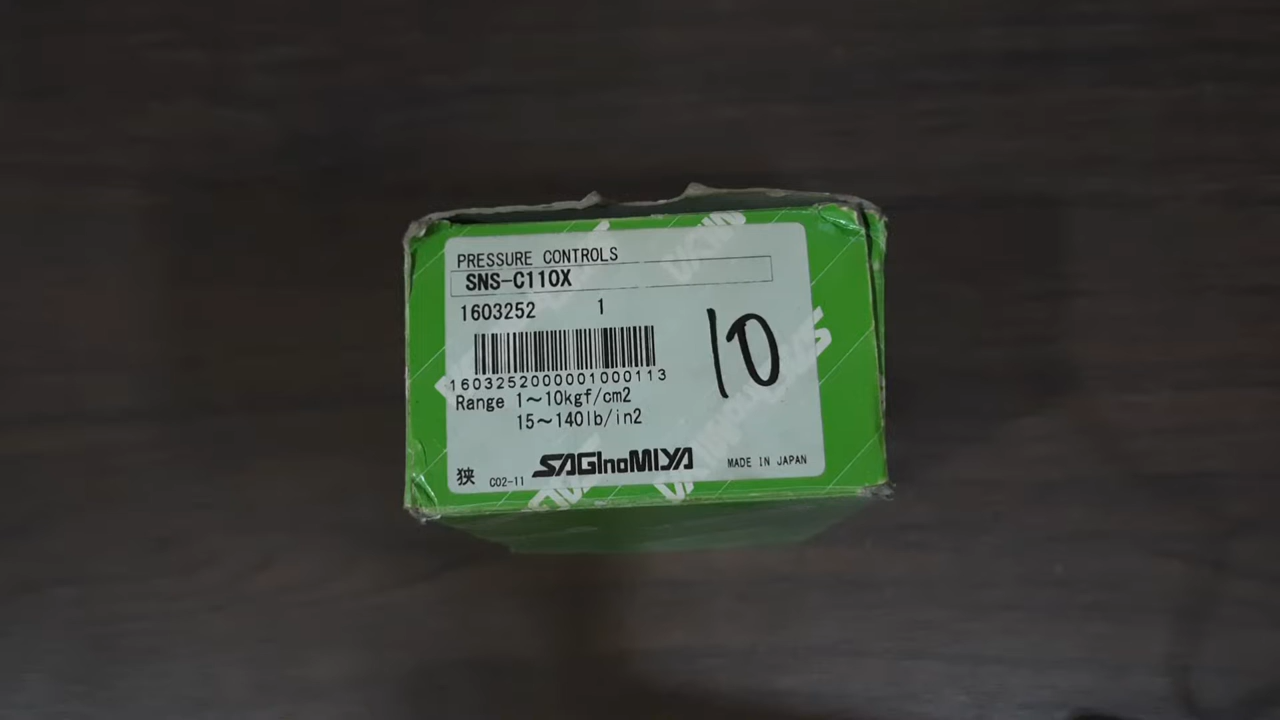 PRESSURE CONTROLS
SNS-C110X
1603252 1
1603252000001000113
Range 1~10kgf/cm2
15~140lb/in2
10
狭 C02-11 SAGInoMIYA MADE IN JAPAN